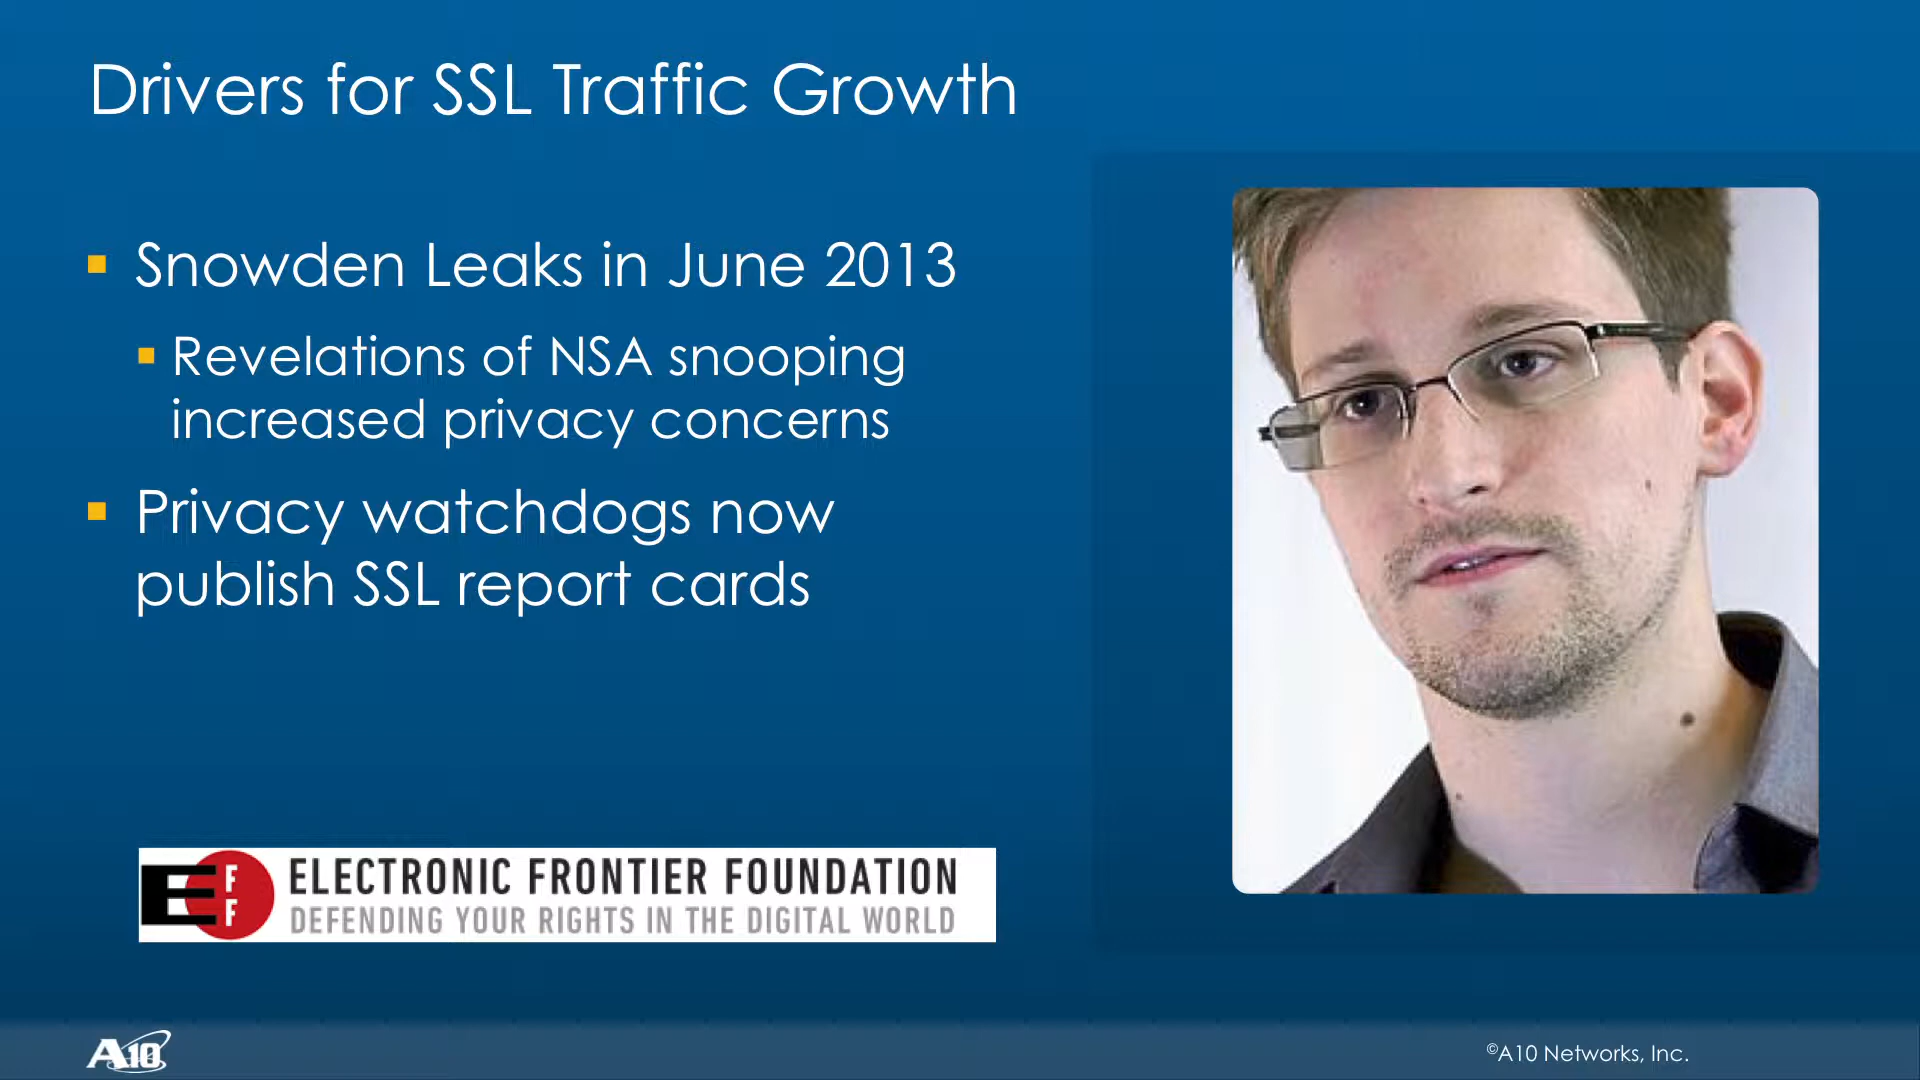 Drivers for SSL Traffic Growth
Snowden Leaks in June 2013
Revelations of NSA snooping
increased privacy concerns
Privacy watchdogs now
publish SSL report cards
EFF
ELECTRONIC FRONTIER FOUNDATION
DEFENDING YOUR RIGHTS IN THE DIGITAL WORLD
A10
©A10 Networks, Inc.